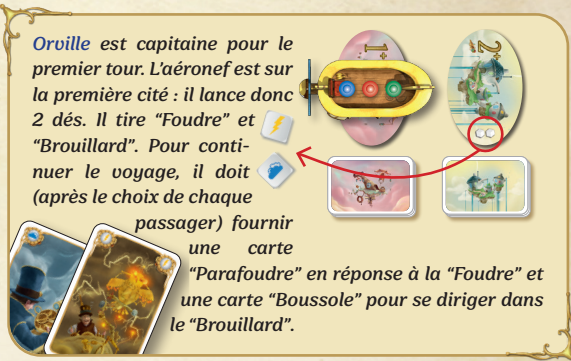 Orville est capitaine pour le
premier tour. L'aéronef est sur
la première cité : il lance donc
2 dés. Il tire "Foudre" et
"Brouillard". Pour conti-
nuer le voyage, il doit
(après le choix de chaque
passager) fournir
une carte
"Parafoudre" en réponse à la "Foudre" et
une carte "Boussole" pour se diriger dans
le "Brouillard".
1+
2+